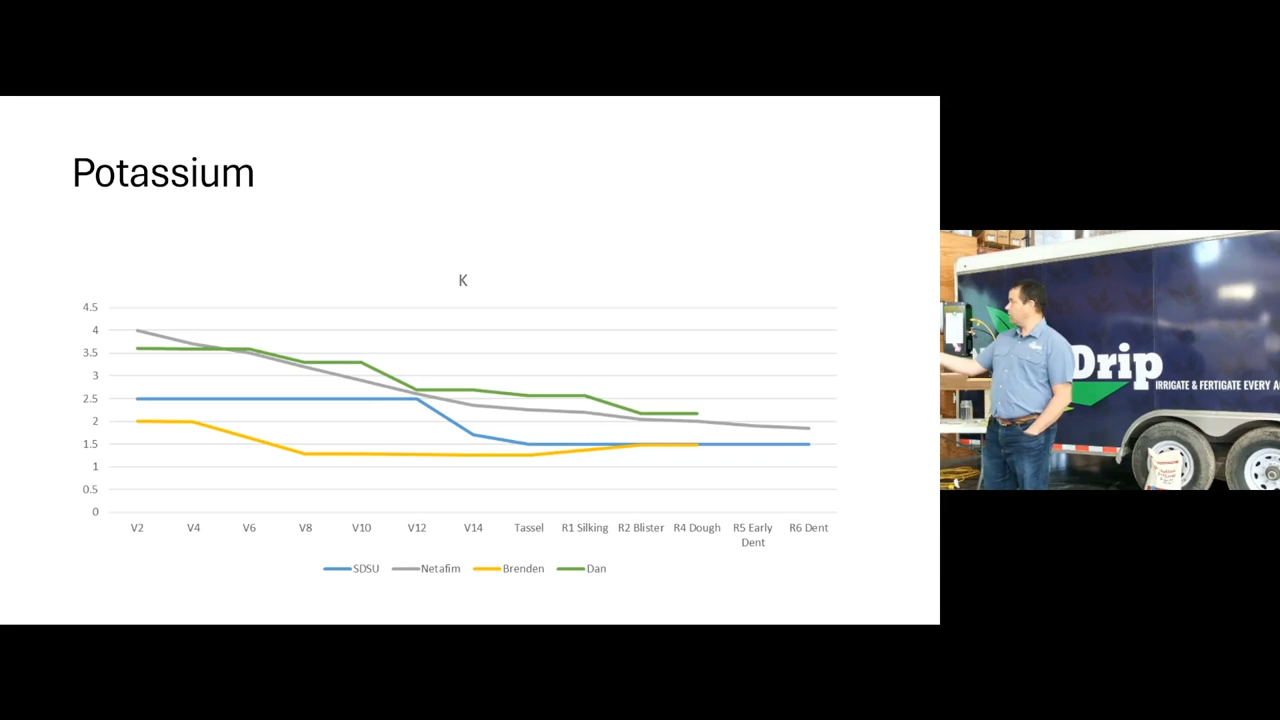 Potassium
K
4.5
4
3.5
3
2.5
2
1.5
1
0.5
0
V2 V4 V6 V8 V10 V12 V14 Tassel R1 Silking R2 Blister R4 Dough R5 Early Dent R6 Dent
SDSU Netafim Brenden Dan
Drip
IRRIGATE & FERTIGATE EVERY A